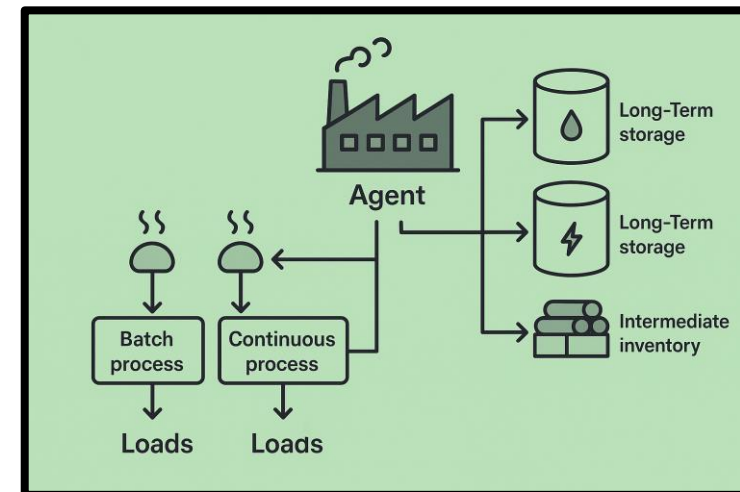 Agent
Long-Term
storage
Long-Term
storage
Intermediate
inventory
Batch
process
Continuous
process
Loads
Loads